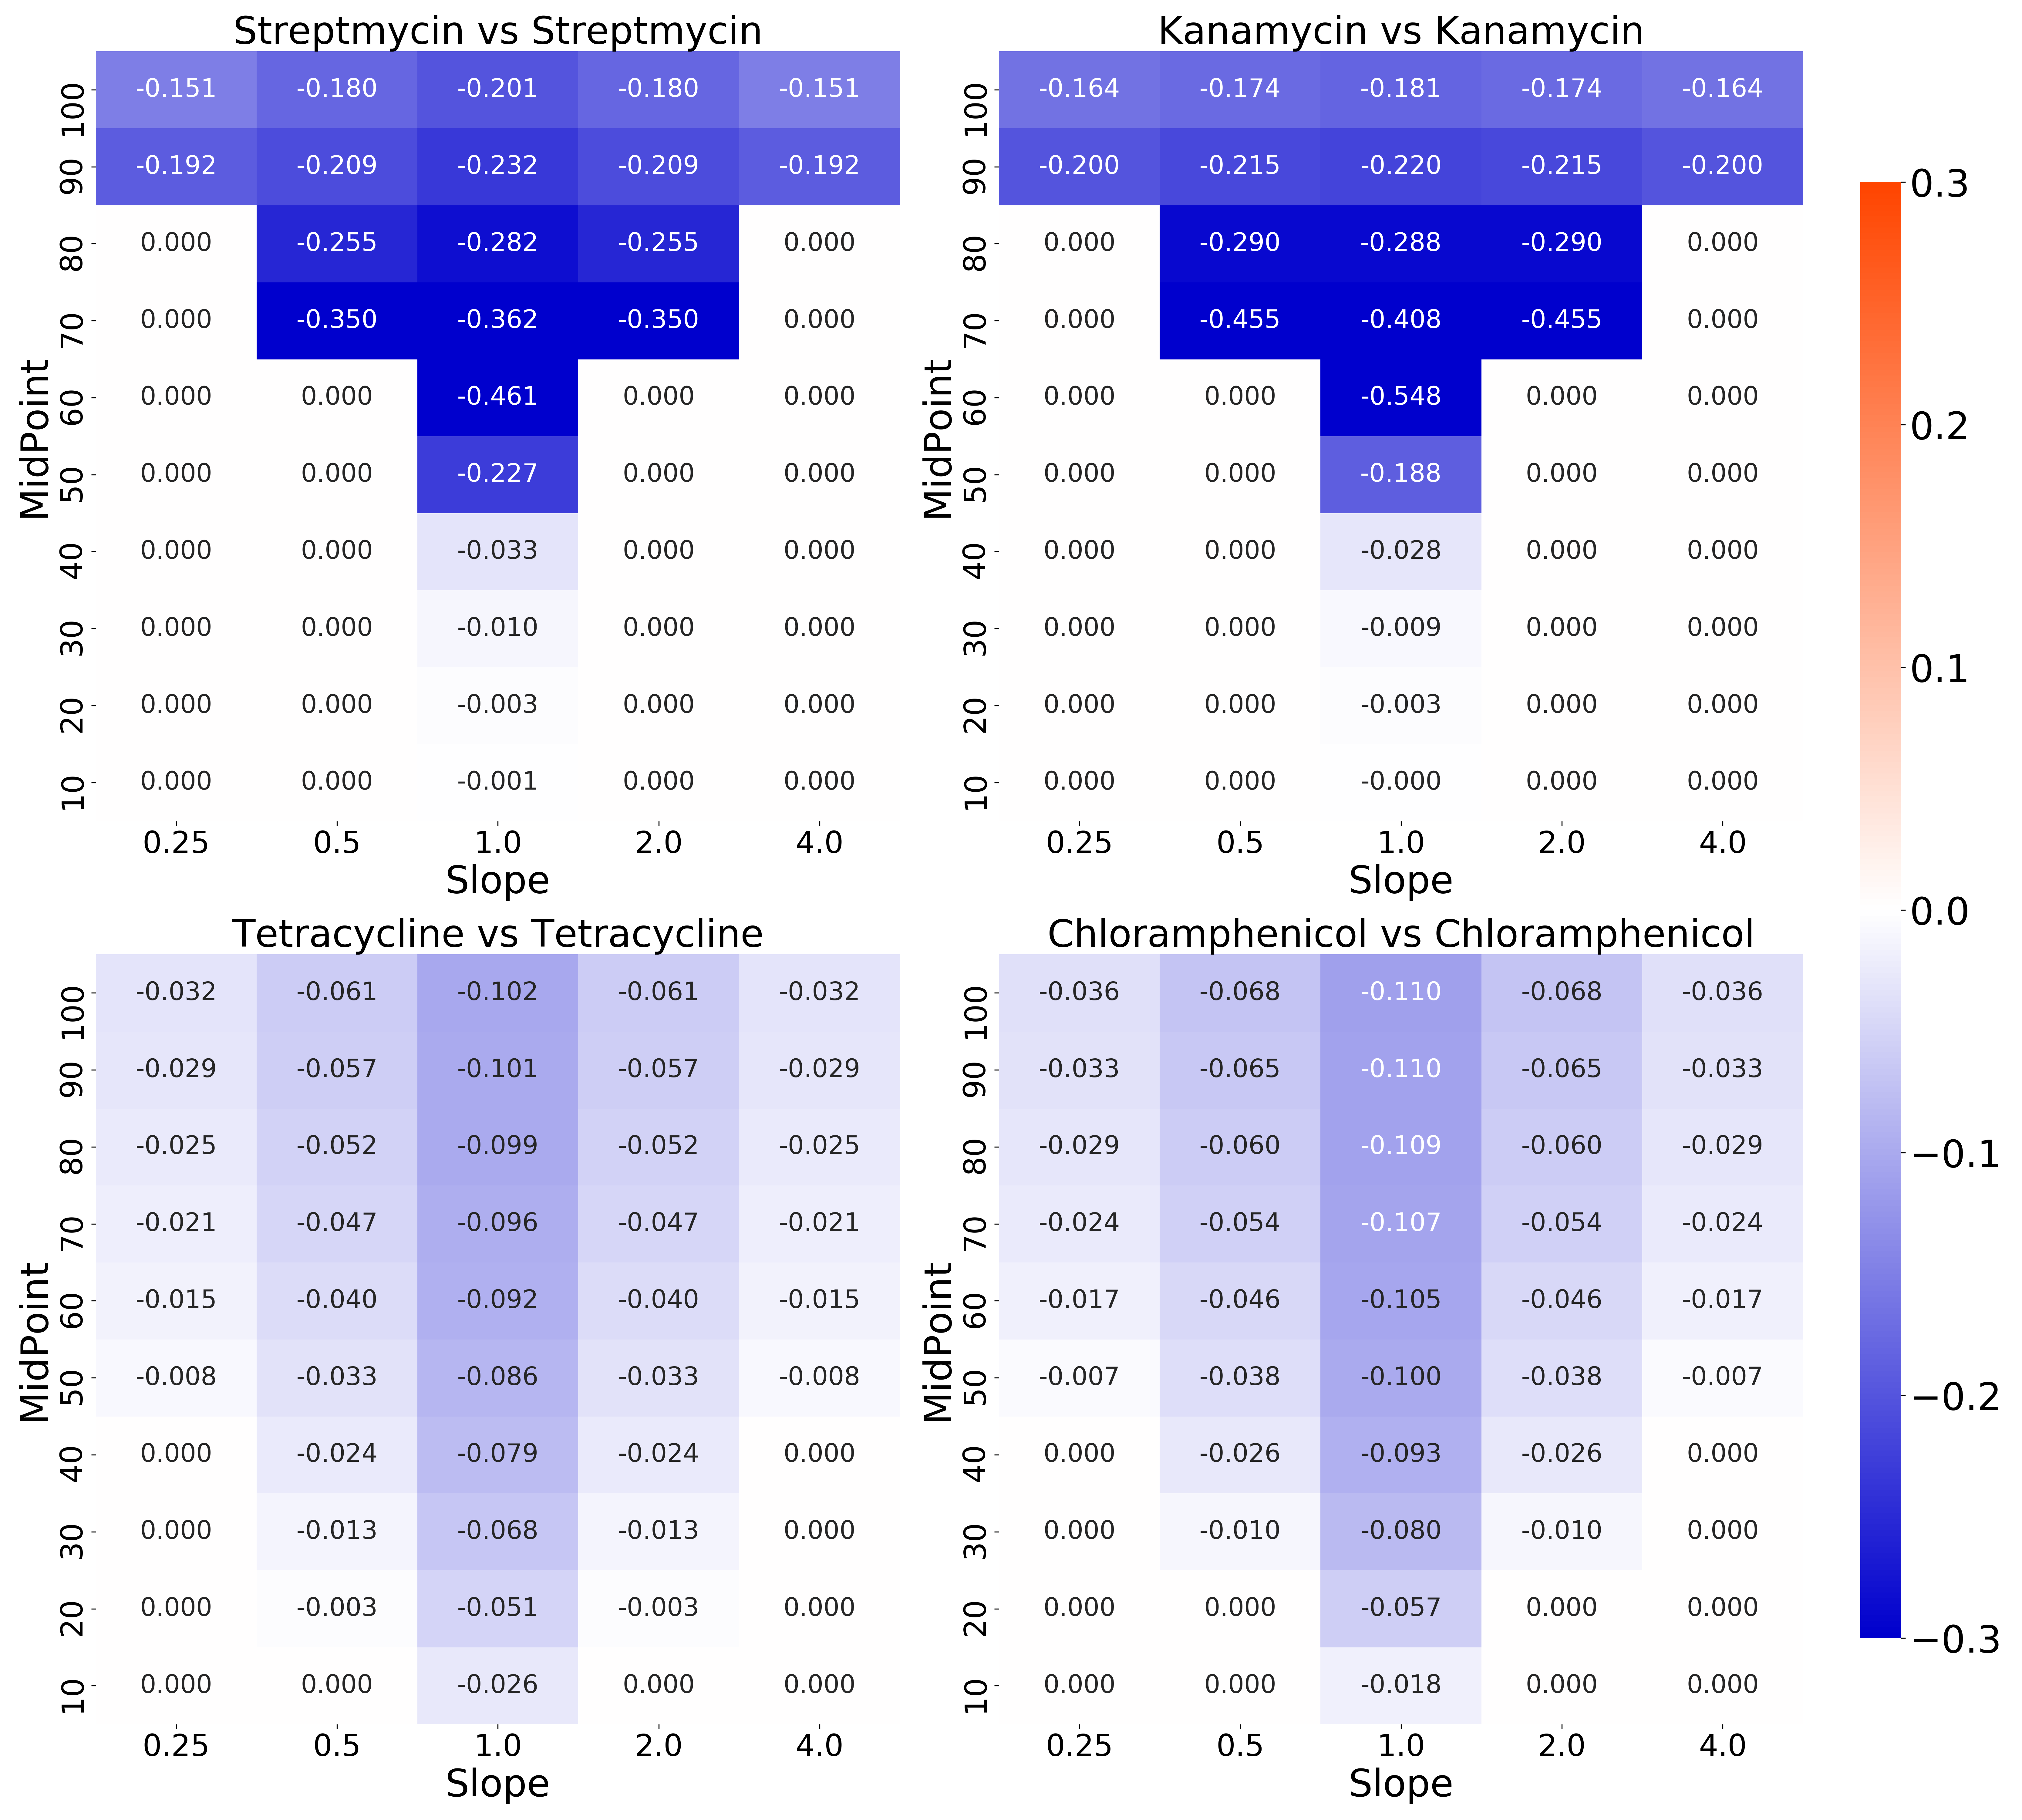 Streptmycin vs Streptmycin
MidPoint
100 -0.151 -0.180 -0.201 -0.180 -0.151
90 -0.192 -0.209 -0.232 -0.209 -0.192
80 0.000 -0.255 -0.282 -0.255 0.000
70 0.000 -0.350 -0.362 -0.350 0.000
60 0.000 0.000 -0.461 0.000 0.000
50 0.000 0.000 -0.227 0.000 0.000
40 0.000 0.000 -0.033 0.000 0.000
30 0.000 0.000 -0.010 0.000 0.000
20 0.000 0.000 -0.003 0.000 0.000
10 0.000 0.000 -0.001 0.000 0.000
0.25 0.5 1.0 2.0 4.0
Slope
Kanamycin vs Kanamycin
MidPoint
100 -0.164 -0.174 -0.181 -0.174 -0.164
90 -0.200 -0.215 -0.220 -0.215 -0.200
80 0.000 -0.290 -0.288 -0.290 0.000
70 0.000 -0.455 -0.408 -0.455 0.000
60 0.000 0.000 -0.548 0.000 0.000
50 0.000 0.000 -0.188 0.000 0.000
40 0.000 0.000 -0.028 0.000 0.000
30 0.000 0.000 -0.009 0.000 0.000
20 0.000 0.000 -0.003 0.000 0.000
10 0.000 0.000 -0.000 0.000 0.000
0.25 0.5 1.0 2.0 4.0
Slope
Tetracycline vs Tetracycline
MidPoint
100 -0.032 -0.061 -0.102 -0.061 -0.032
90 -0.029 -0.057 -0.101 -0.057 -0.029
80 -0.025 -0.052 -0.099 -0.052 -0.025
70 -0.021 -0.047 -0.096 -0.047 -0.021
60 -0.015 -0.040 -0.092 -0.040 -0.015
50 -0.008 -0.033 -0.086 -0.033 -0.008
40 0.000 -0.024 -0.079 -0.024 0.000
30 0.000 -0.013 -0.068 -0.013 0.000
20 0.000 -0.003 -0.051 -0.003 0.000
10 0.000 0.000 -0.026 0.000 0.000
0.25 0.5 1.0 2.0 4.0
Slope
Chloramphenicol vs Chloramphenicol
MidPoint
100 -0.036 -0.068 -0.110 -0.068 -0.036
90 -0.033 -0.065 -0.110 -0.065 -0.033
80 -0.029 -0.060 -0.109 -0.060 -0.029
70 -0.024 -0.054 -0.107 -0.054 -0.024
60 -0.017 -0.046 -0.105 -0.046 -0.017
50 -0.007 -0.038 -0.100 -0.038 -0.007
40 0.000 -0.026 -0.093 -0.026 0.000
30 0.000 -0.010 -0.080 -0.010 0.000
20 0.000 0.000 -0.057 0.000 0.000
10 0.000 0.000 -0.018 0.000 0.000
0.25 0.5 1.0 2.0 4.0
Slope
0.3
0.2
0.1
0.0
−0.1
−0.2
−0.3